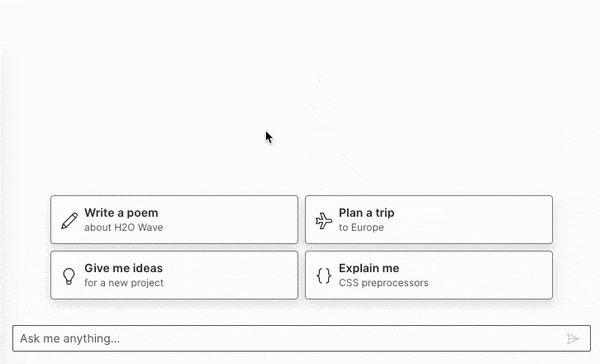 Write a poem
about H2O Wave
Plan a trip
to Europe
Give me ideas
for a new project
Explain me
CSS preprocessors
Ask me anything...